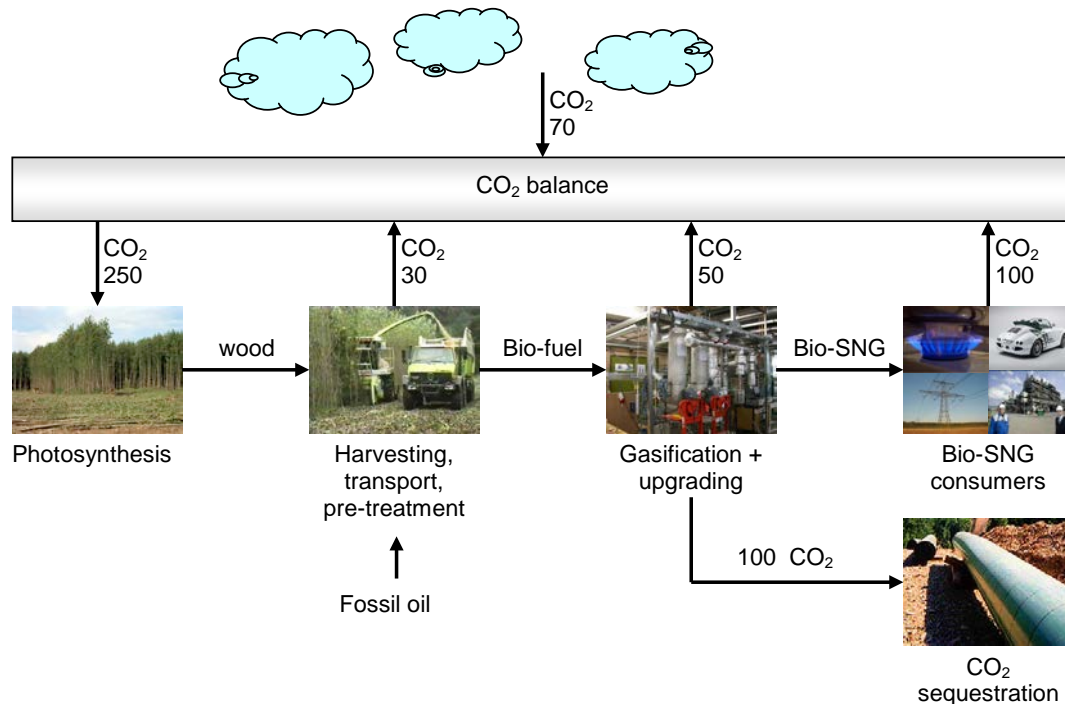 CO₂
70
CO₂ balance
CO₂
250
CO₂
30
CO₂
50
CO₂
100
wood
Bio-fuel
Bio-SNG
Photosynthesis
Harvesting,
transport,
pre-treatment
Gasification +
upgrading
Bio-SNG
consumers
100 CO₂
Fossil oil
CO₂
sequestration